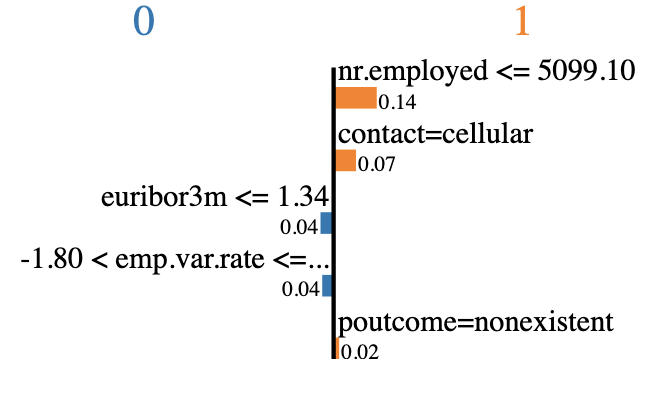 0 1
nr.employed <= 5099.10
0.14
contact=cellular
0.07
euribor3m <= 1.34
0.04
-1.80 < emp.var.rate <=...
0.04
poutcome=nonexistent
0.02